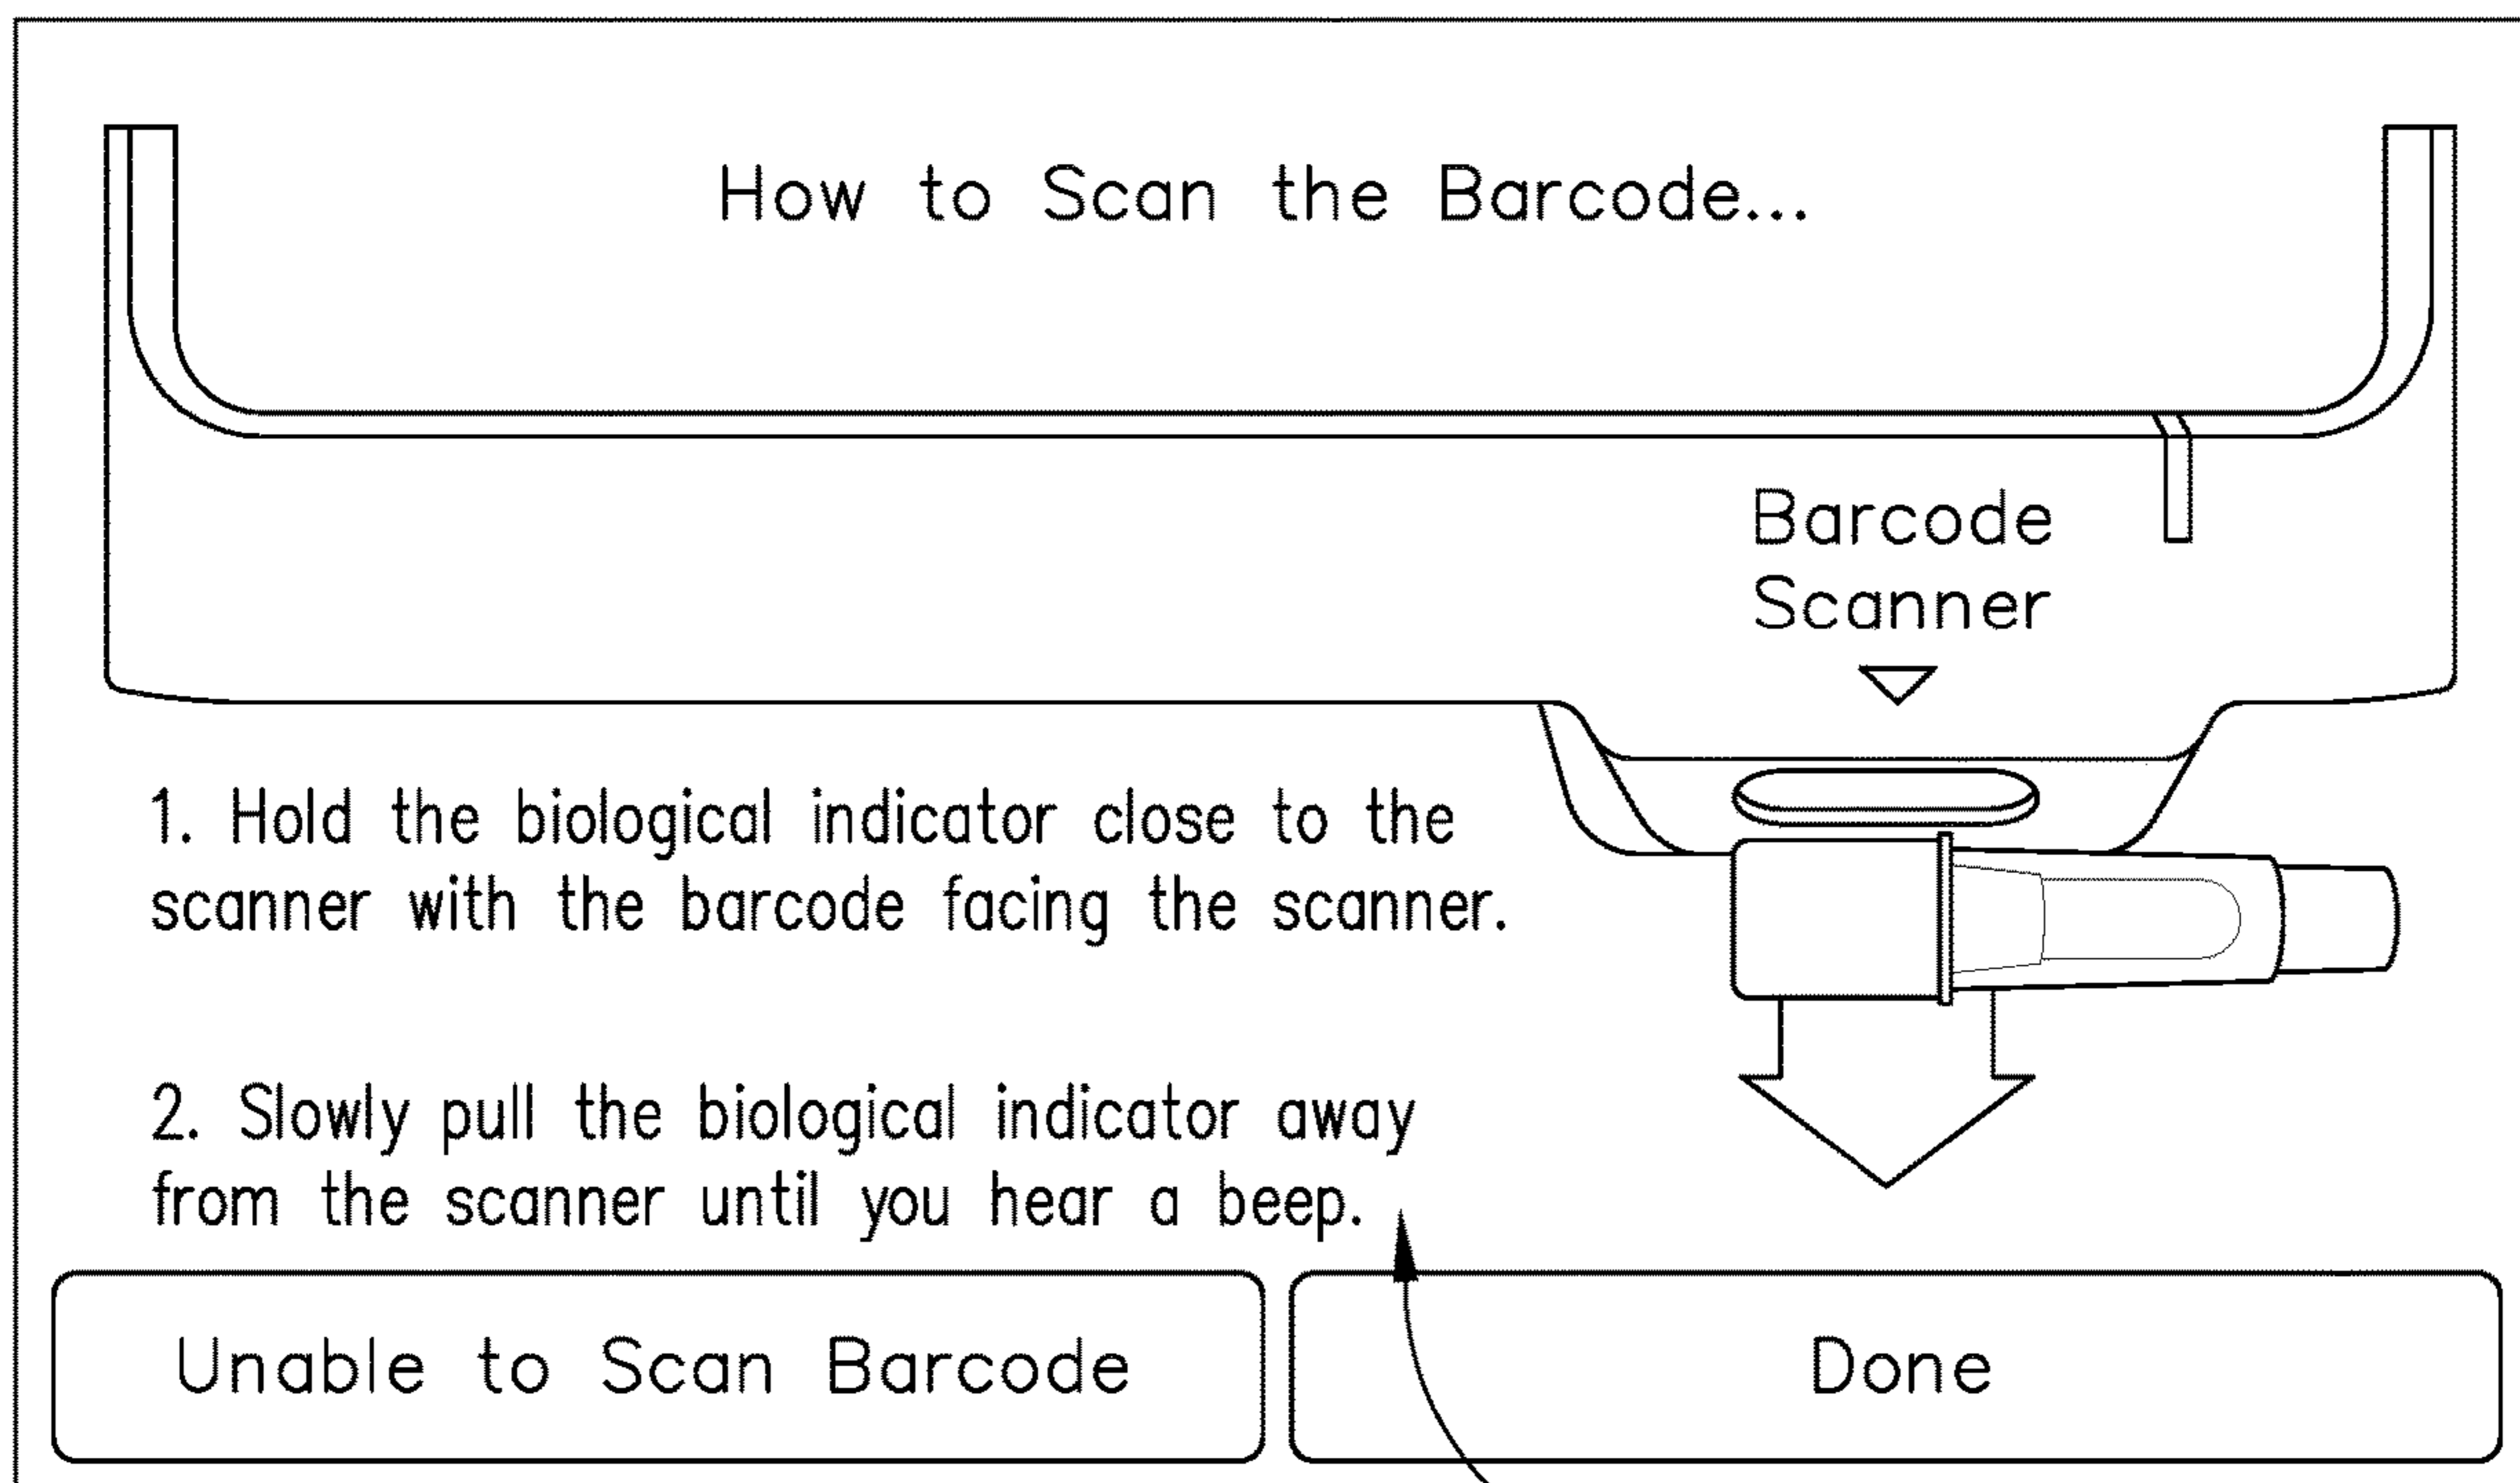 How to Scan the Barcode...
Barcode
Scanner
1. Hold the biological indicator close to the
scanner with the barcode facing the scanner.
2. Slowly pull the biological indicator away
from the scanner until you hear a beep.
Unable to Scan Barcode
Done